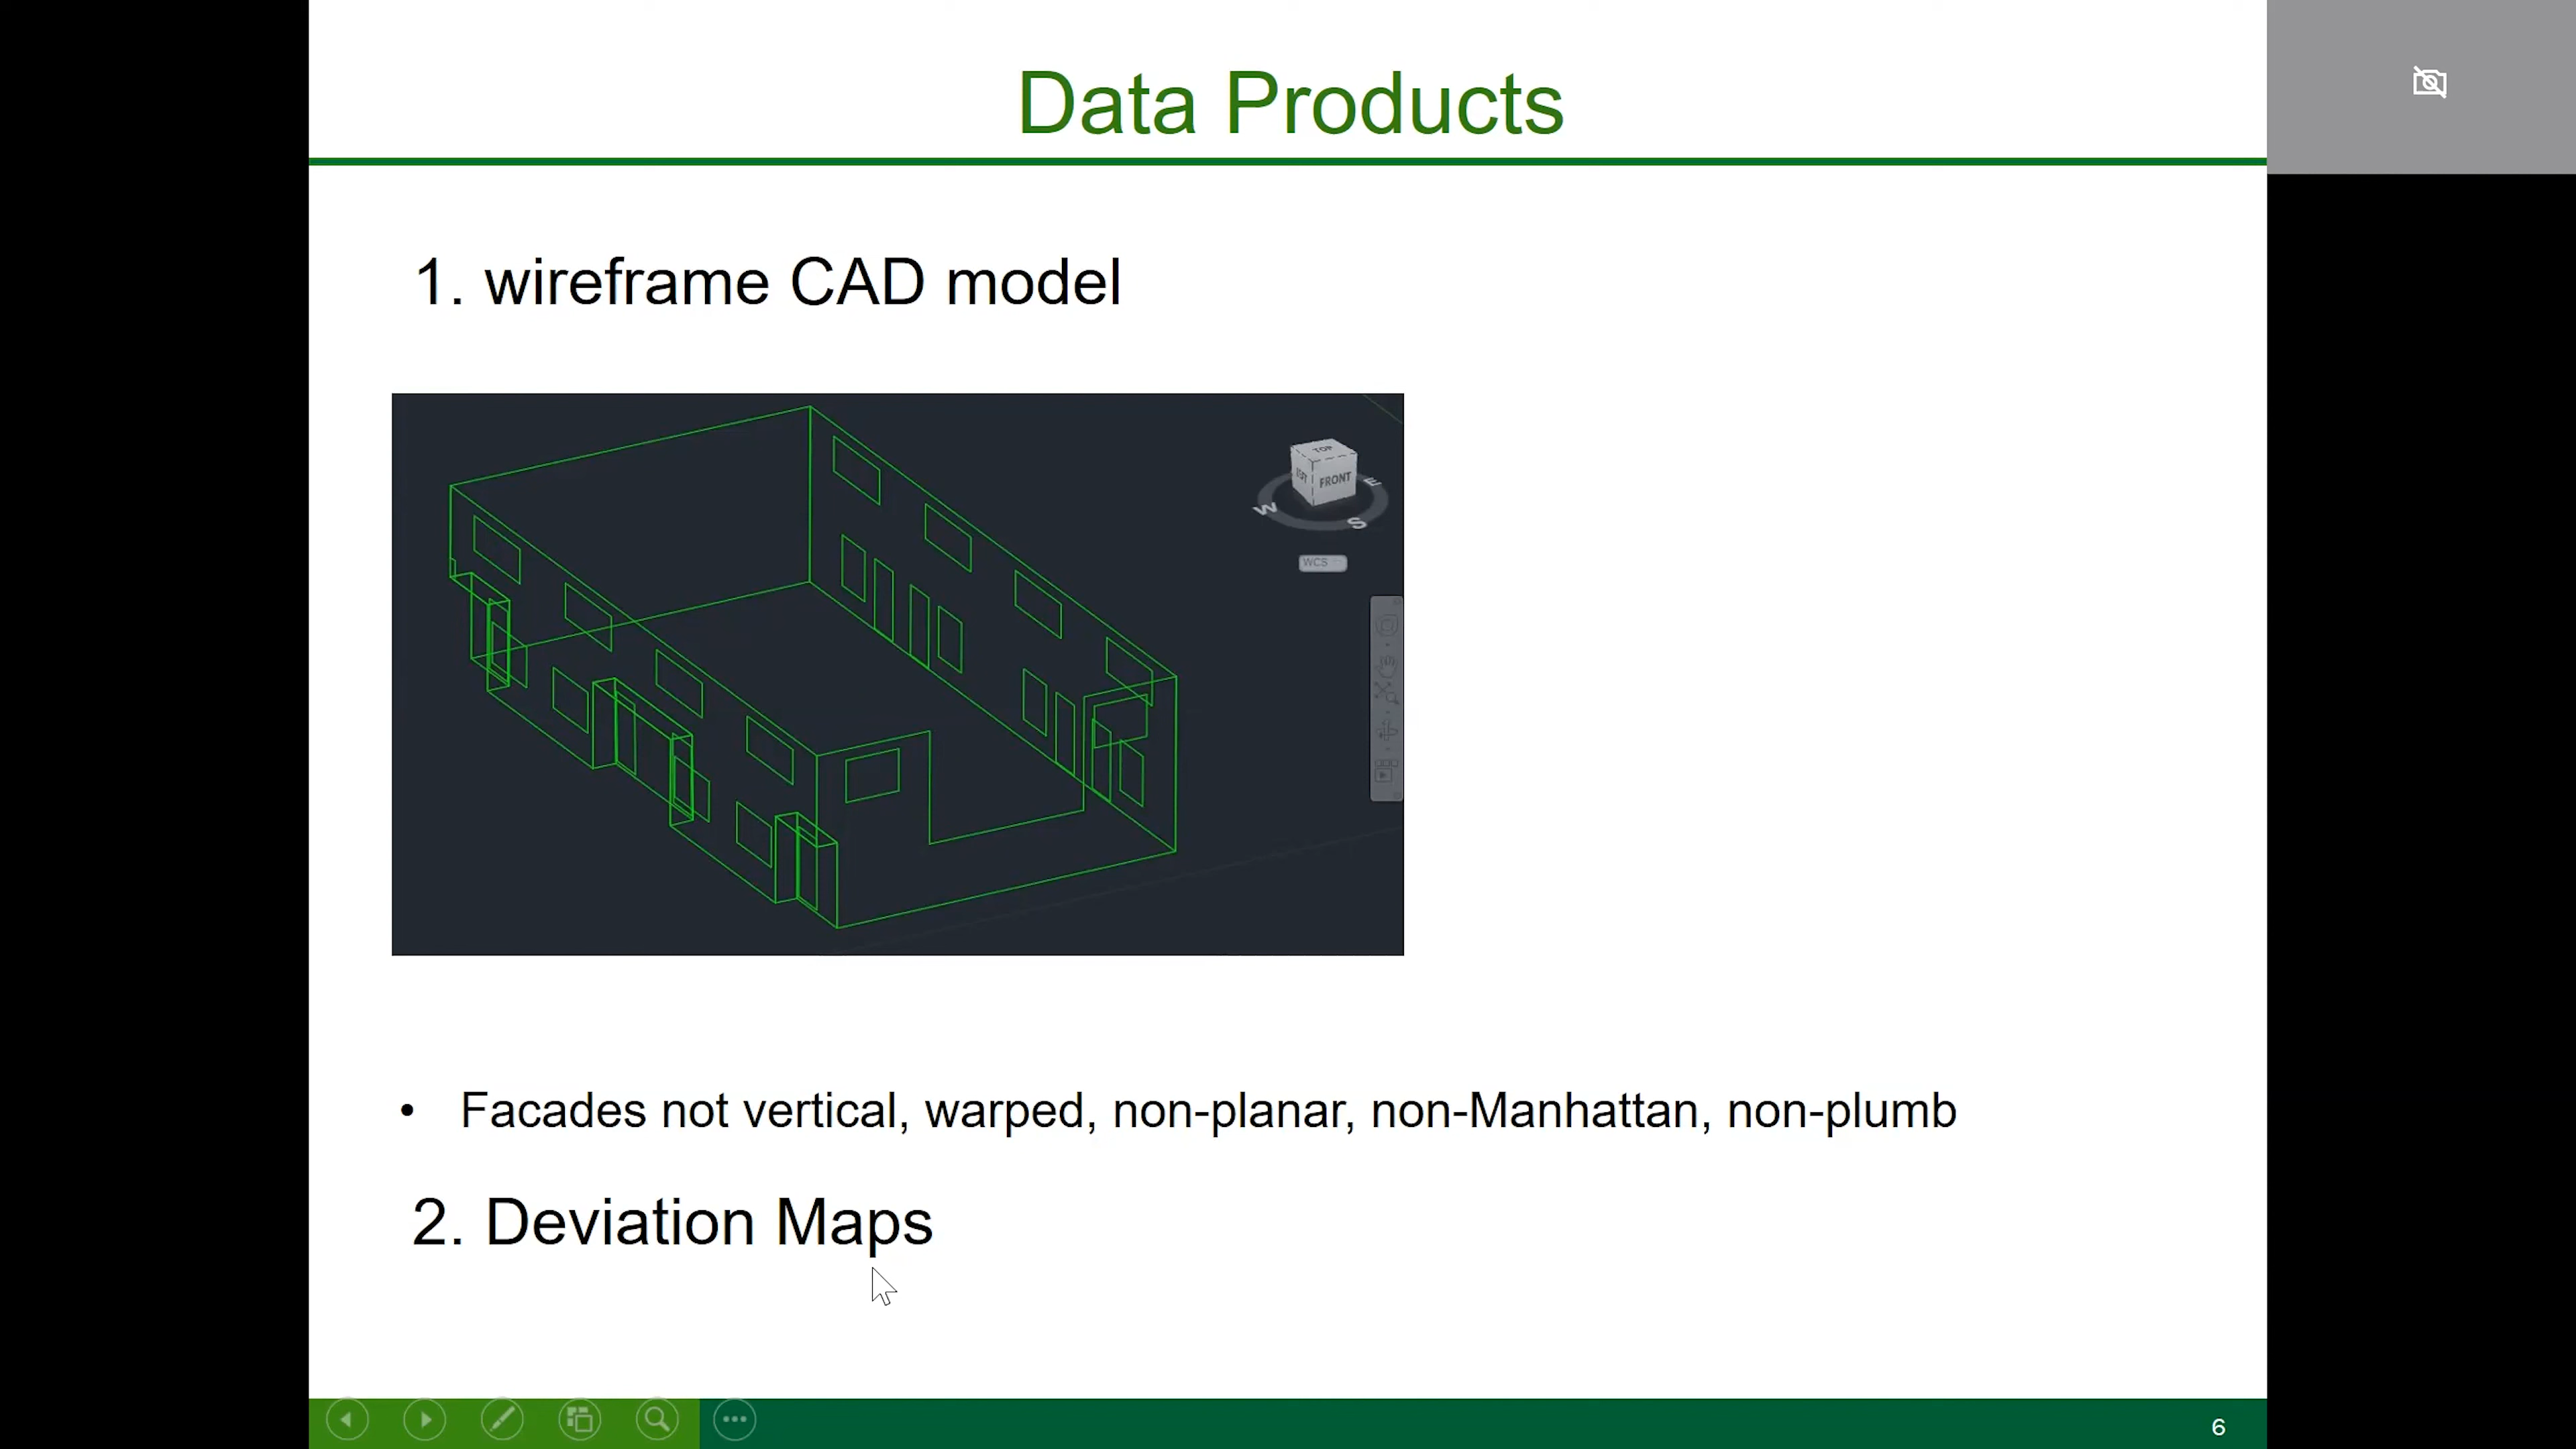 Data Products
1. wireframe CAD model
TOP
FRONT
W
E
S
WCS
• Facades not vertical, warped, non-planar, non-Manhattan, non-plumb
2. Deviation Maps
6